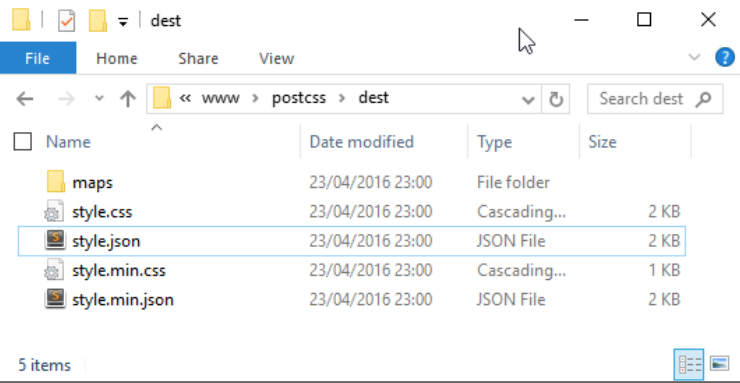 dest
File Home Share View
« www › postcss › dest Search dest
Name Date modified Type Size
maps 23/04/2016 23:00 File folder
style.css 23/04/2016 23:00 Cascading... 2 KB
style.json 23/04/2016 23:00 JSON File 2 KB
style.min.css 23/04/2016 23:00 Cascading... 1 KB
style.min.json 23/04/2016 23:00 JSON File 2 KB
5 items